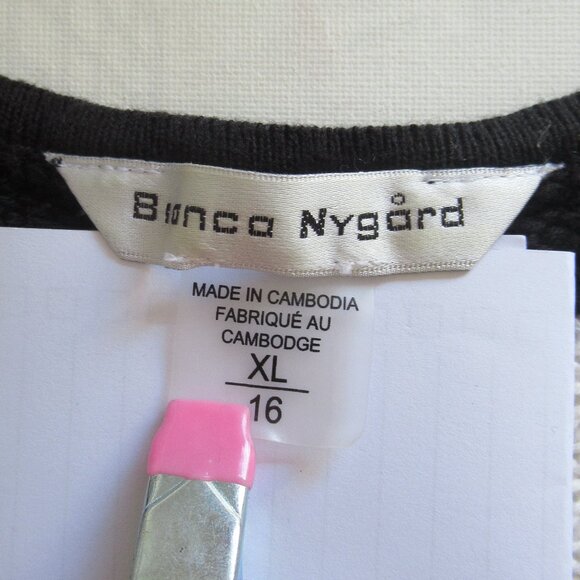 Bianca Nygård
MADE IN CAMBODIA
FABRIQUÉ AU
CAMBODGE
XL
16